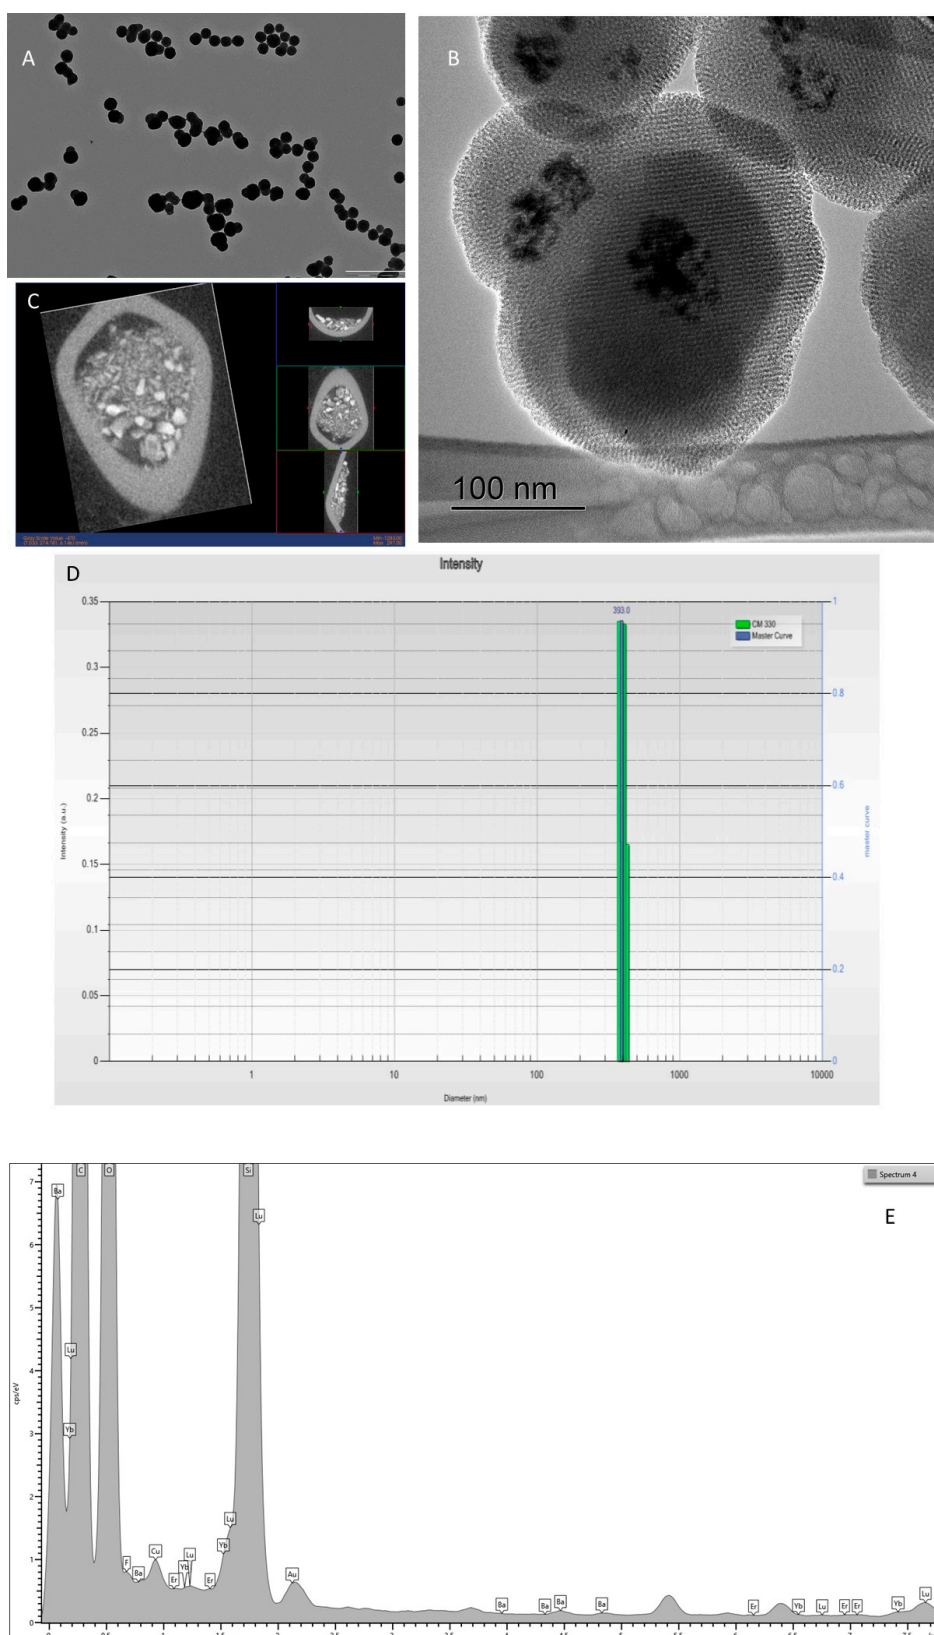 A
B
100 nm
C
D
Intensity
393.0
CM 330
Master Curve
0.35
0.3
0.25
0.2
0.15
0.1
0.05
0
1
0.8
0.6
0.4
0.2
0
Intensity (a.u.)
master curve
1
10
100
1000
10000
Diameter (nm)
E
Spectrum 4
7
6
5
4
3
2
1
0
cps/eV
Ba
C
O
Si
Lu
Lu
Yb
F
Ba
Cu
Er
Yb
Lu
Er
Yb
Lu
Au
Ba
Ba
Ba
Ba
Er
Yb
Lu
Er
Er
Yb
Lu